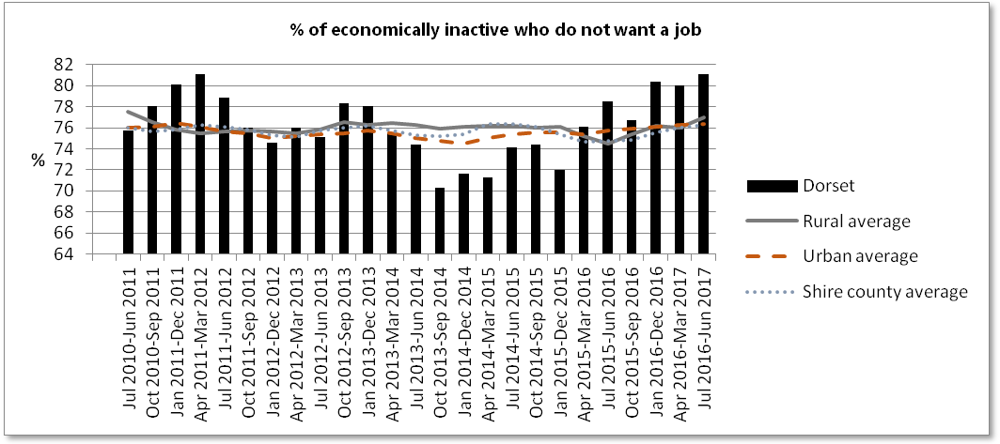 % of economically inactive who do not want a job
82
80
78
76
74
72
70
68
66
64
%
Jul 2010-Jun 2011
Oct 2010-Sep 2011
Jan 2011-Dec 2011
Apr 2011-Mar 2012
Jul 2011-Jun 2012
Oct 2011-Sep 2012
Jan 2012-Dec 2012
Apr 2012-Mar 2013
Jul 2012-Jun 2013
Oct 2012-Sep 2013
Jan 2013-Dec 2013
Apr 2013-Mar 2014
Jul 2013-Jun 2014
Oct 2013-Sep 2014
Jan 2014-Dec 2014
Apr 2014-Mar 2015
Jul 2014-Jun 2015
Oct 2014-Sep 2015
Jan 2015-Dec 2015
Apr 2015-Mar 2016
Jul 2015-Jun 2016
Oct 2015-Sep 2016
Jan 2016-Dec 2016
Apr 2016-Mar 2017
Jul 2016-Jun 2017
Dorset
Rural average
Urban average
Shire county average